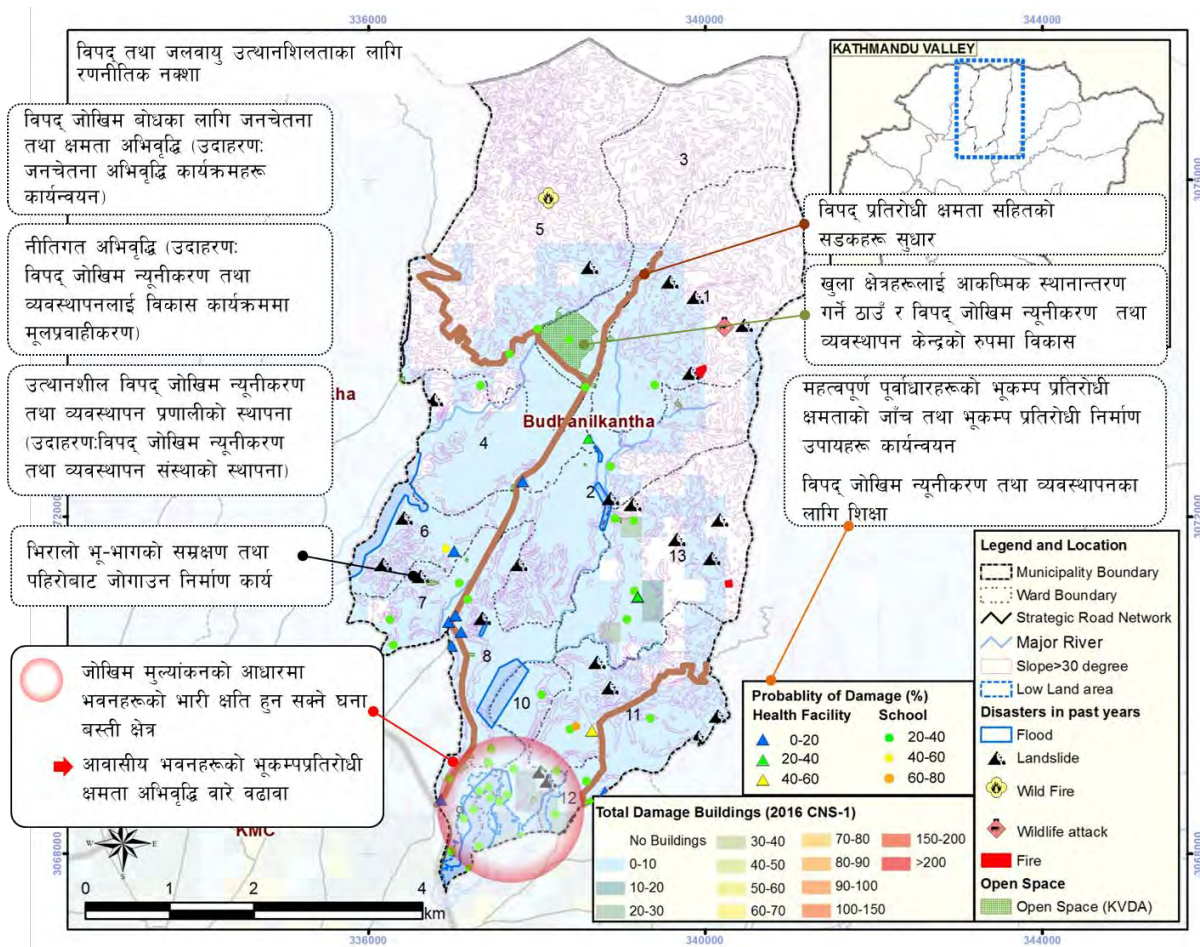 336000
340000
344000
विपद् तथा जलवायु उत्थानशिलताका लागि
रणनीतिक नक्शा
विपद् जोखिम बोधका लागि जनचेतना
तथा क्षमता अभिवृद्धि (उदाहरण:
जनचेतना अभिवृद्धि कार्यक्रमहरू
कार्यन्वयन)
नीतिगत अभिवृद्धि (उदाहरण:
विपद् जोखिम न्यूनीकरण तथा
व्यवस्थापनलाई विकास कार्यक्रममा
मूलप्रवाहीकरण)
उत्थानशील विपद् जोखिम न्यूनीकरण
तथा व्यवस्थापन प्रणालीको स्थापना
(उदाहरण:विपद् जोखिम न्यूनीकरण
तथा व्यवस्थापन संस्थाको स्थापना)
भिरालो भू-भागको सम्रक्षण तथा
पहिरोबाट जोगाउन निर्माण कार्य
जोखिम मुल्यांकनको आधारमा
भवनहरूको भारी क्षति हुन सक्ने घना
बस्ती क्षेत्र
आवासीय भवनहरूको भूकम्पप्रतिरोधी
क्षमता अभिवृद्धि वारे वढावा
KATHMANDU VALLEY
विपद् प्रतिरोधी क्षमता सहितको
सडकहरू सुधार
खुला क्षेत्रहरूलाई आकष्मिक स्थानान्तरण
गर्ने ठाउँ र विपद् जोखिम न्यूनीकरण तथा
व्यवस्थापन केन्द्रको रुपमा विकास
महत्वपूर्ण पूर्वाधारहरूको भूकम्प प्रतिरोधी
क्षमताको जाँच तथा भूकम्प प्रतिरोधी निर्माण
उपायहरू कार्यन्वयन
विपद् जोखिम न्यूनीकरण तथा व्यवस्थापनका
लागि शिक्षा
3
5
1
Budhanilkantha
4
2
6
13
7
8
10
11
12
9
KMC
3068000
3068000
Legend and Location
Municipality Boundary
Ward Boundary
Strategic Road Network
Major River
Slope>30 degree
Low Land area
Disasters in past years
Flood
Landslide
Wild Fire
Wildlife attack
Fire
Open Space
Open Space (KVDA)
Probablity of Damage (%)
Health Facility School
0-20 20-40
20-40 40-60
40-60 60-80
Total Damage Buildings (2016 CNS-1)
No Buildings 30-40 70-80 150-200
0-10 40-50 80-90 >200
10-20 50-60 90-100
20-30 60-70 100-150
N
W E
S
0 1 2 4
km
336000
340000
344000